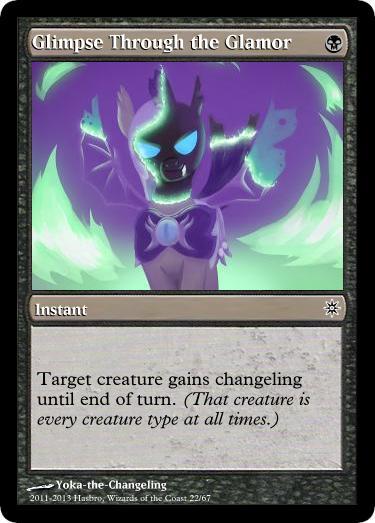 Glimpse Through the Glamor
Instant
Target creature gains changeling
until end of turn. (That creature is
every creature type at all times.)
Yoka-the-Changeling
2011-2013 Hasbro, Wizards of the Coast 22/67